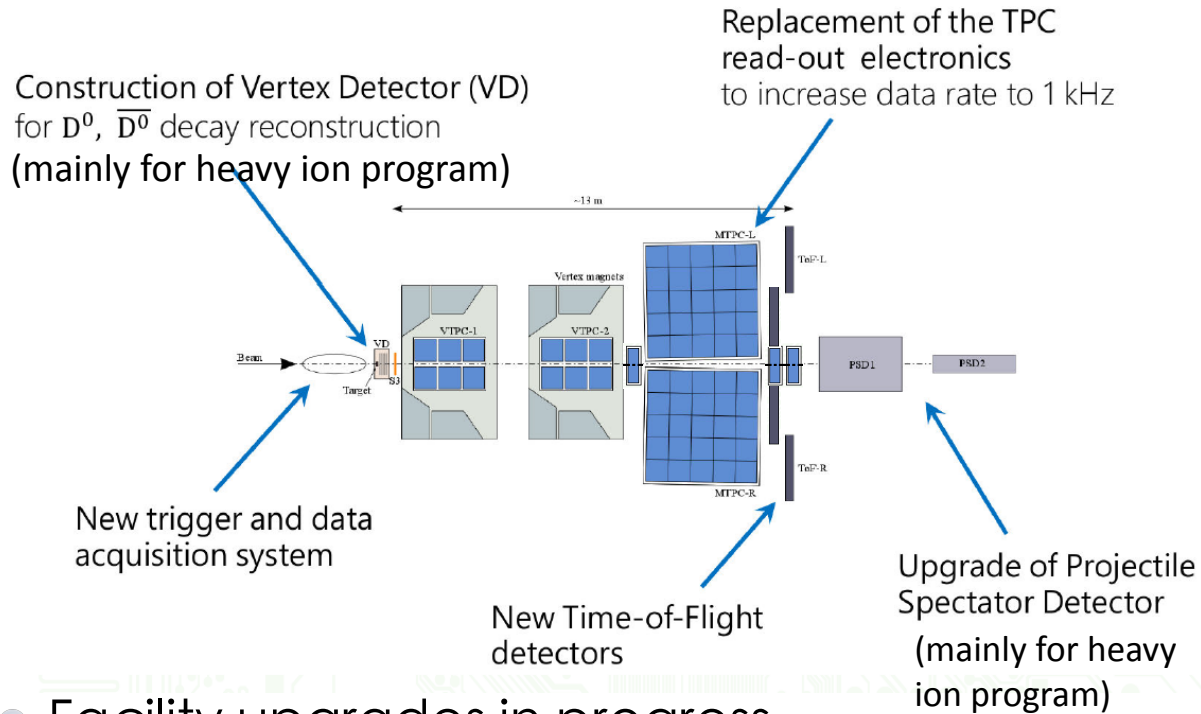 Replacement of the TPC
read-out electronics
to increase data rate to 1 kHz
Construction of Vertex Detector (VD)
for D⁰, D̅⁰ decay reconstruction
(mainly for heavy ion program)
~13 m
MTPC-L
ToF-L
Vertex magnets
VTPC-1
VTPC-2
VD
Beam
Target
S3
PSD1
PSD2
ToF-R
MTPC-R
New trigger and data
acquisition system
New Time-of-Flight
detectors
Upgrade of Projectile
Spectator Detector
(mainly for heavy
ion program)
Facility upgrades in progress